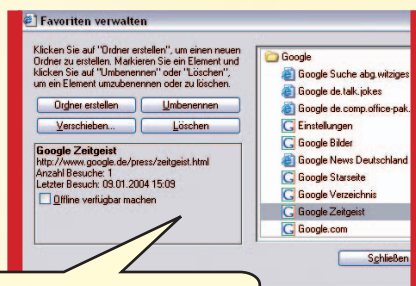 Favoriten verwalten
Klicken Sie auf "Ordner erstellen", um einen neuen
Ordner zu erstellen. Markieren Sie ein Element und
klicken Sie auf "Umbenennen" oder "Löschen",
um ein Element umzubenennen oder zu löschen.
Ordner erstellen
Umbenennen
Verschieben...
Löschen
Google Zeitgeist
http://www.google.de/press/zeitgeist.html
Anzahl Besuche: 1
Letzter Besuch: 09.01.2004 15:09
Offline verfügbar machen
Google
Google Suche abg.witziges
Google de.talk.jokes
Google de.comp.office-pak.
Einstellungen
Google Bilder
Google News Deutschland
Google Starseite
Google Verzeichnis
Google Zeitgeist
Google.com
Schließen